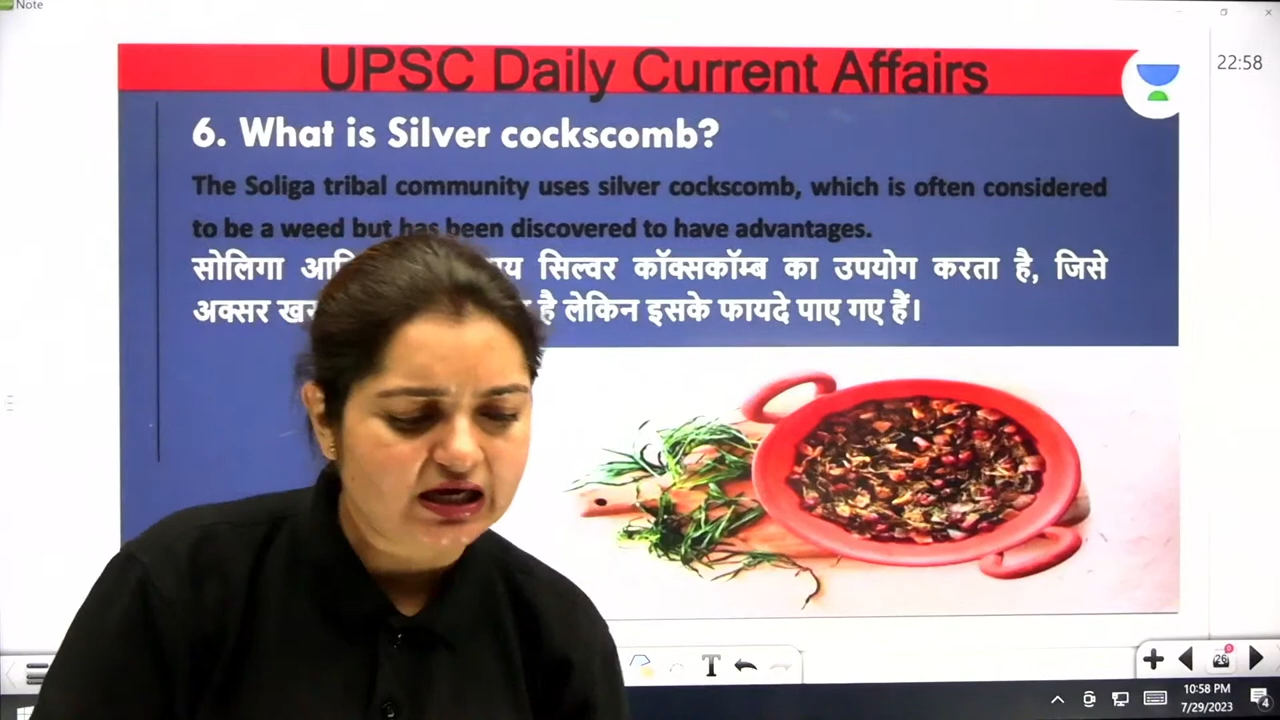 Note
UPSC Daily Current Affairs
22:58
6. What is Silver cockscomb?
The Soliga tribal community uses silver cockscomb, which is often considered
to be a weed but has been discovered to have advantages.
सोलिगा सिल्वर कॉक्सकॉम्ब का उपयोग करता है, जिसे
अक्सर है लेकिन इसके फायदे पाए गए हैं।
T
26
10:58 PM
7/29/2023
4